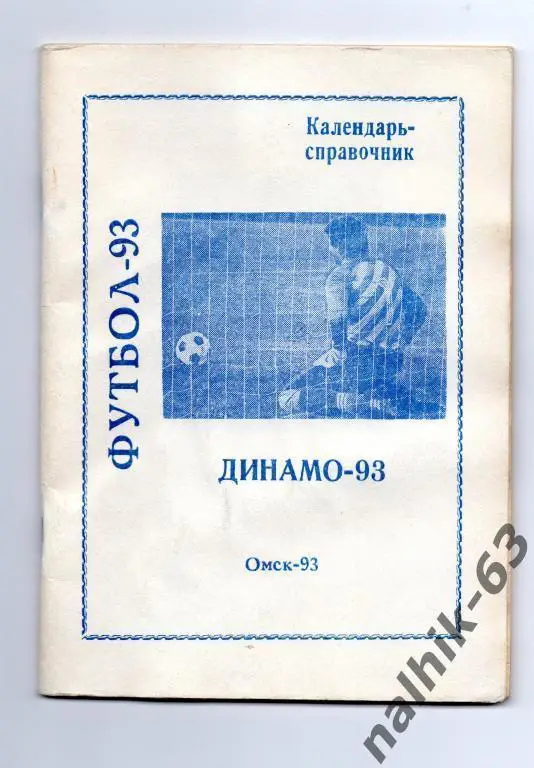 Календарь-
справочник
ФУТБОЛ-93
ДИНАМО-93
Омск-93
nalhik-63